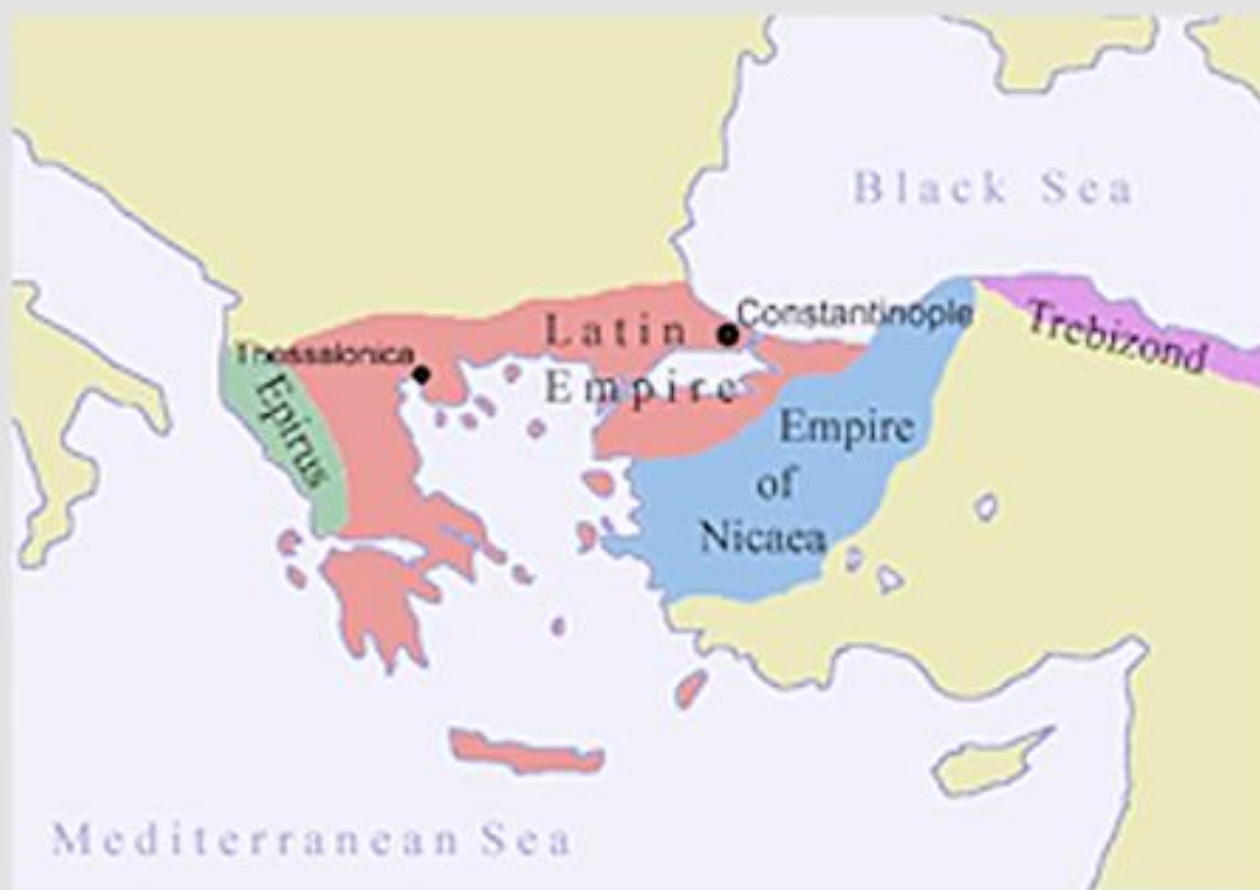 Black Sea
Constantinople
Latin
Empire
Thessalonica
Epirus
Trebizond
Empire
of
Nicaea
Mediterranean Sea